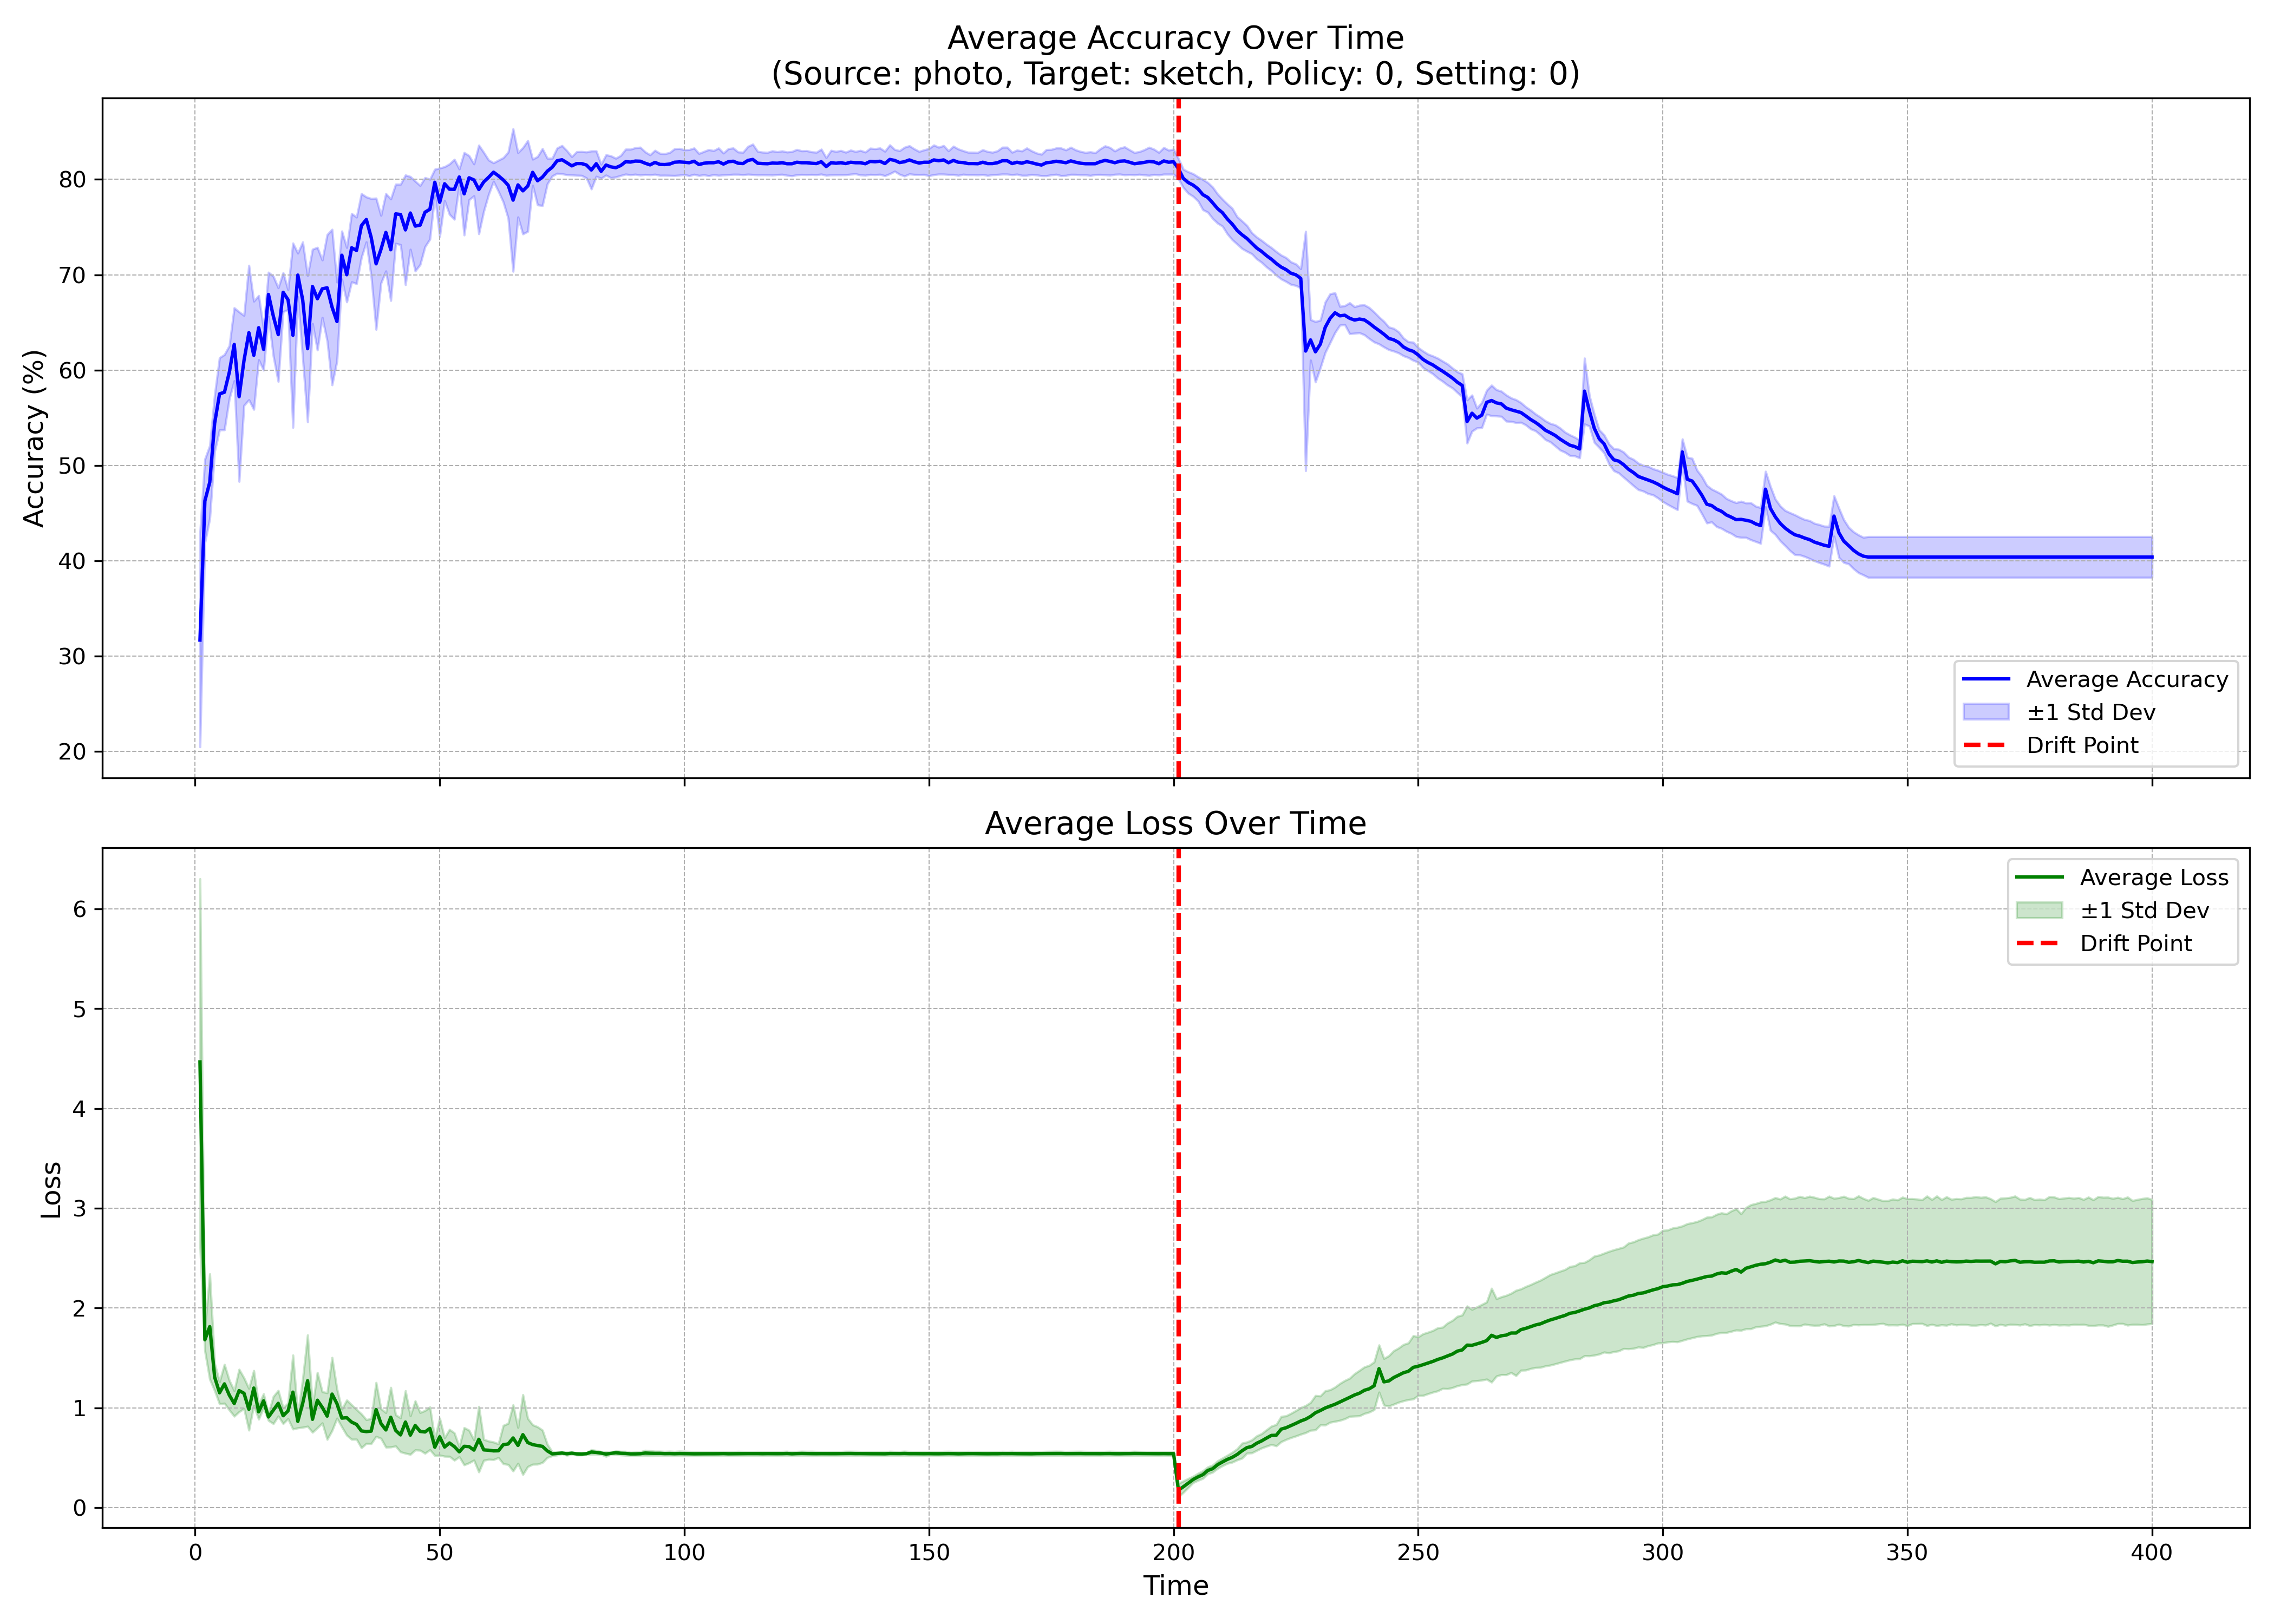 Average Accuracy Over Time
(Source: photo, Target: sketch, Policy: 0, Setting: 0)
Accuracy (%)
80
70
60
50
40
30
20
Average Accuracy
±1 Std Dev
Drift Point
Average Loss Over Time
Loss
6
5
4
3
2
1
0
Average Loss
±1 Std Dev
Drift Point
0 50 100 150 200 250 300 350 400
Time